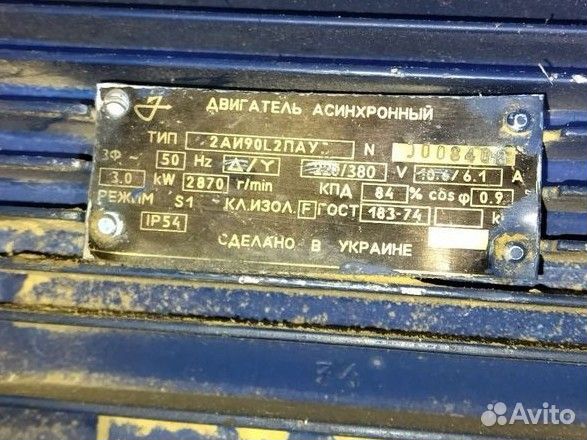 ДВИГАТЕЛЬ АСИНХРОННЫЙ
ТИП 2АИ90L2ПАУ N
3Ф ~ 50 Hz △/Y 220/380 V 10.6/6.1 A
3.0 kW 2870 r/min КПД 84 % cos φ 0.9
РЕЖИМ S1 КЛ.ИЗОЛ. F ГОСТ 183-74
IP54
СДЕЛАНО В УКРАИНЕ
74
Avito